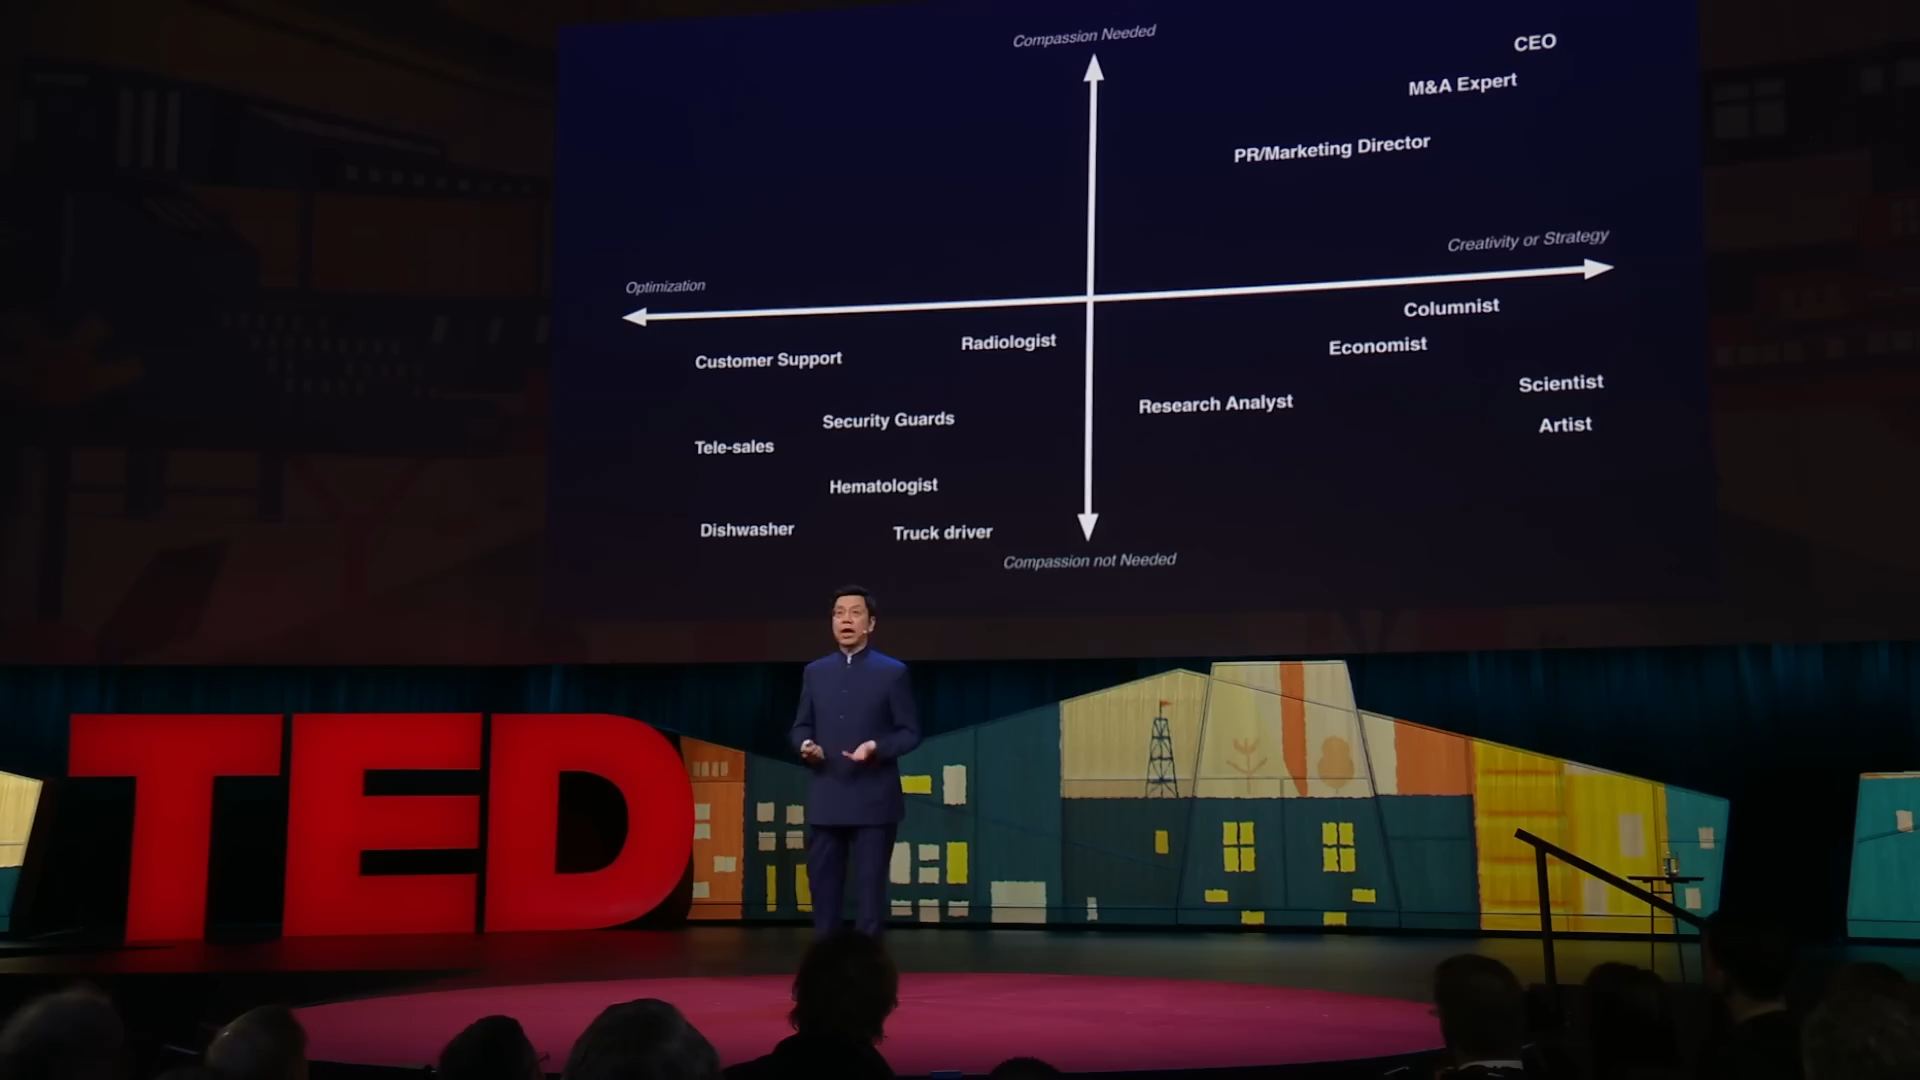 Compassion Needed
CEO
M&A Expert
PR/Marketing Director
Creativity or Strategy
Optimization
Columnist
Radiologist
Economist
Customer Support
Scientist
Research Analyst
Security Guards
Artist
Tele-sales
Hematologist
Dishwasher
Truck driver
Compassion not Needed
TED